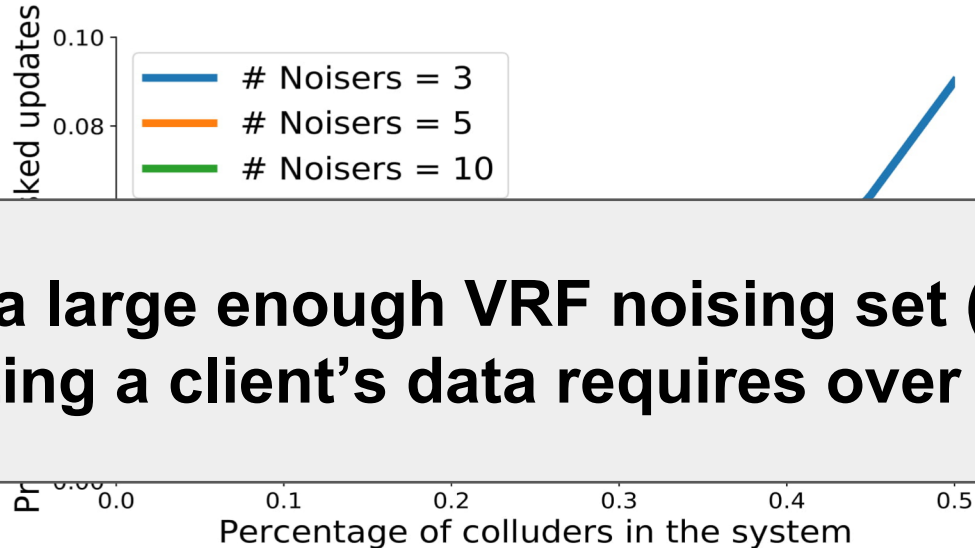 0.10
# Noisers = 3
# Noisers = 5
0.08
# Noisers = 10
updates
a large enough VRF noising set (
ing a client’s data requires over
0.0 0.1 0.2 0.3 0.4 0.5
Percentage of colluders in the system